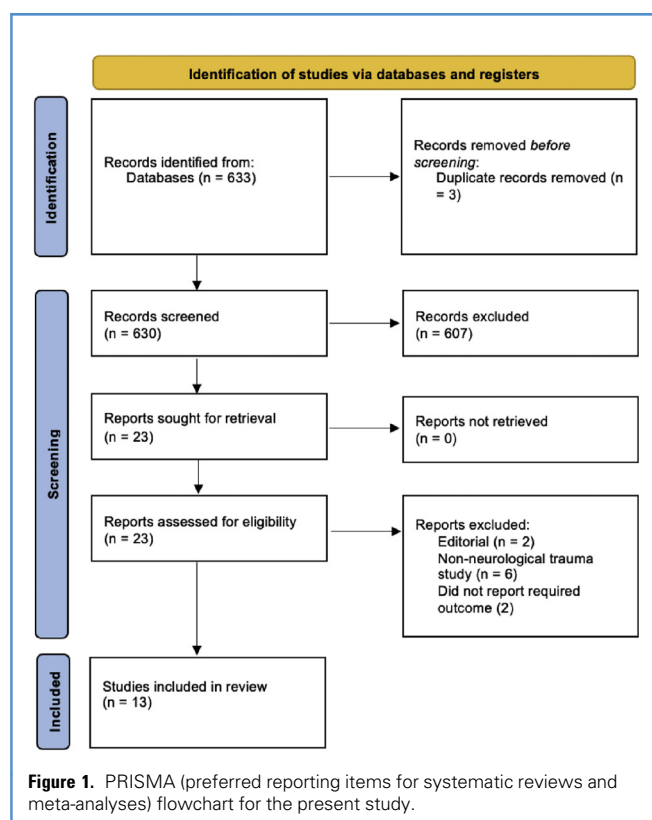 Identification of studies via databases and registers
Identification
Records identified from:
Databases (n = 633)
Records removed before
screening:
Duplicate records removed (n
= 3)
Screening
Records screened
(n = 630)
Records excluded
(n = 607)
Reports sought for retrieval
(n = 23)
Reports not retrieved
(n = 0)
Reports assessed for eligibility
(n = 23)
Reports excluded:
Editorial (n = 2)
Non-neurological trauma
study (n = 6)
Did not report required
outcome (2)
Included
Studies included in review
(n = 13)
Figure 1. PRISMA (preferred reporting items for systematic reviews and
meta-analyses) flowchart for the present study.